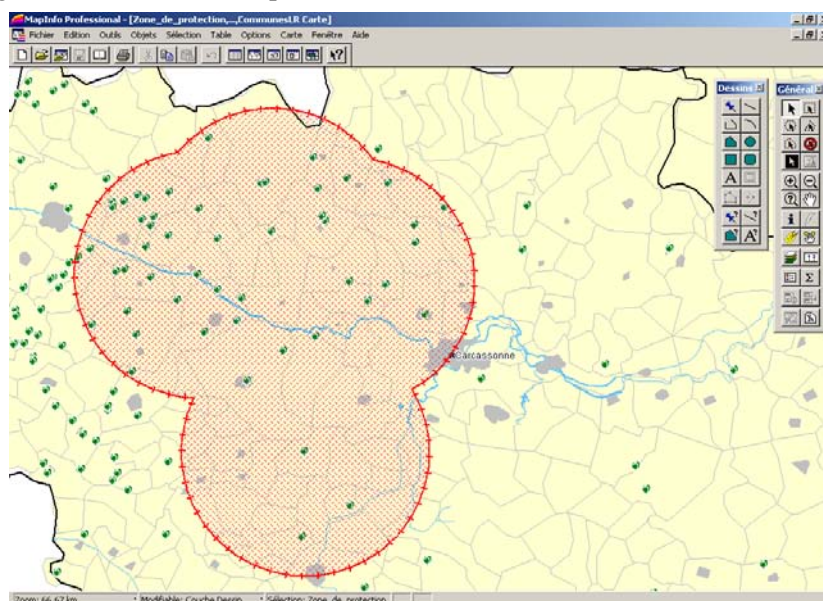 MapInfo Professional - [Zone_de_protection,...,CommunesLR Carte]
Fichier Edition Outils Objets Sélection Table Options Carte Fenêtre Aide
Dessins
Général
Carcassonne
Zoom: 66,67 km
Modifiable: Couche Dessin
Sélection: Zone_de_protection